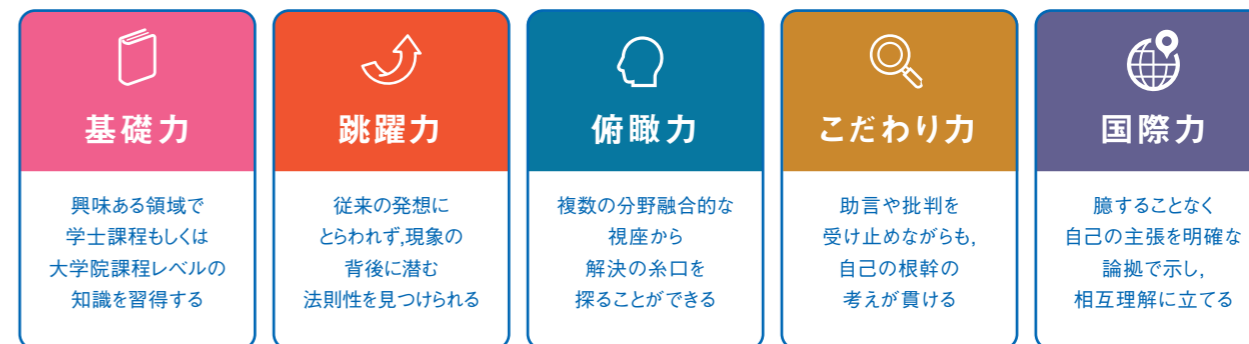 基礎力
興味ある領域で
学士課程もしくは
大学院課程レベルの
知識を習得する
跳躍力
従来の発想に
とらわれず,現象の
背後に潜む
法則性を見つけられる
俯瞰力
複数の分野融合的な
視座から
解決の糸口を
探ることができる
こだわり力
助言や批判を
受け止めながらも,
自己の根幹の
考えが貫ける
国際力
臆することなく
自己の主張を明確な
論拠で示し,
相互理解に立てる